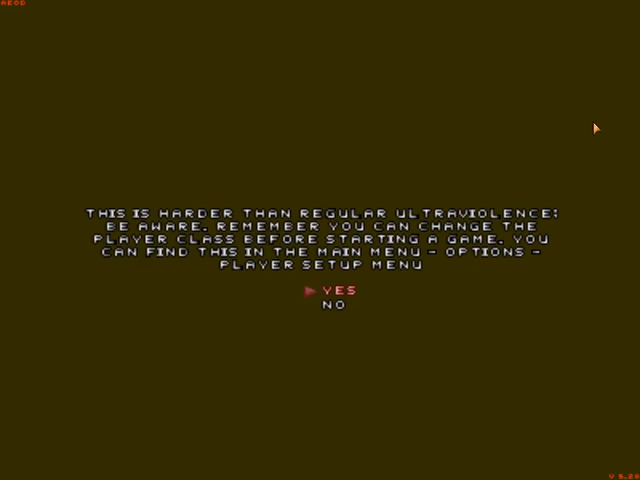 AEOD
THIS IS HARDER THAN REGULAR ULTRAVIOLENCE:
BE AWARE. REMEMBER YOU CAN CHANGE THE
PLAYER CLASS BEFORE STARTING A GAME. YOU
CAN FIND THIS IN THE MAIN MENU - OPTIONS -
PLAYER SETUP MENU
YES
NO